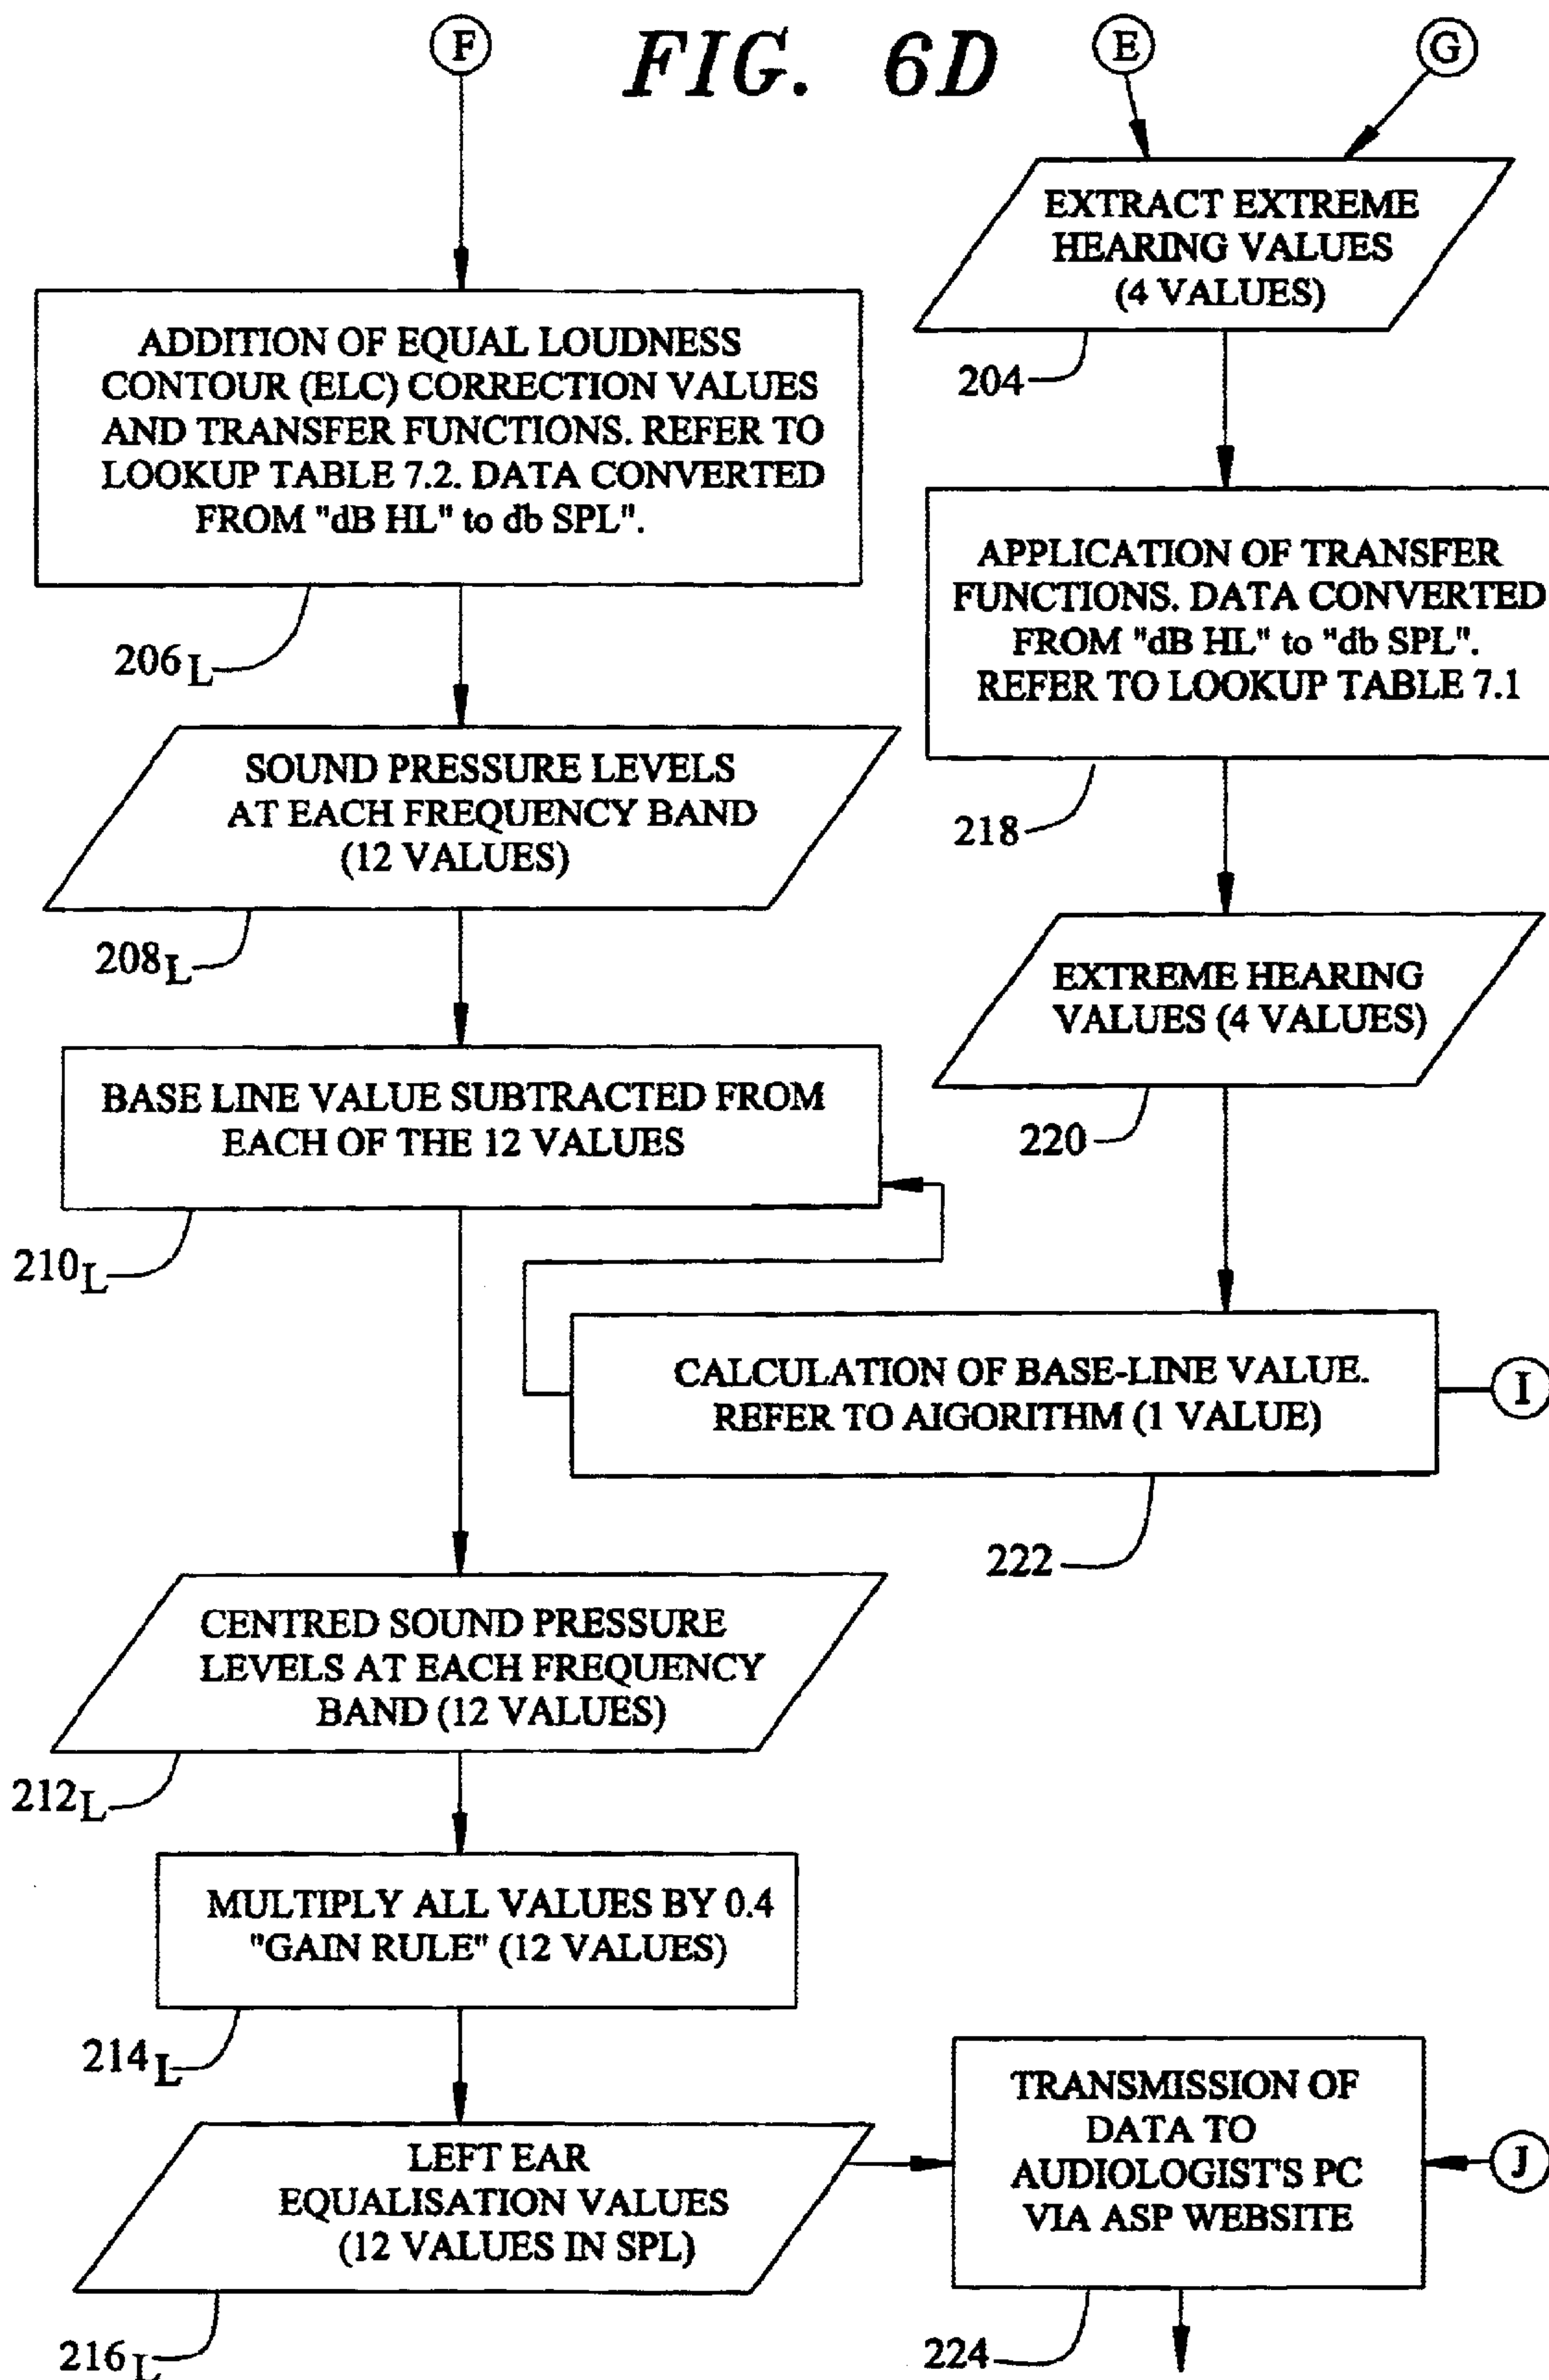 FIG. 6D
F
E
G
EXTRACT EXTREME
HEARING VALUES
(4 VALUES)
204
ADDITION OF EQUAL LOUDNESS
CONTOUR (ELC) CORRECTION VALUES
AND TRANSFER FUNCTIONS. REFER TO
LOOKUP TABLE 7.2. DATA CONVERTED
FROM "dB HL" to db SPL".
206L
APPLICATION OF TRANSFER
FUNCTIONS. DATA CONVERTED
FROM "dB HL" to "db SPL".
REFER TO LOOKUP TABLE 7.1
218
SOUND PRESSURE LEVELS
AT EACH FREQUENCY BAND
(12 VALUES)
208L
EXTREME HEARING
VALUES (4 VALUES)
220
BASE LINE VALUE SUBTRACTED FROM
EACH OF THE 12 VALUES
210L
CALCULATION OF BASE-LINE VALUE.
REFER TO AIGORITHM (1 VALUE)
I
222
CENTRED SOUND PRESSURE
LEVELS AT EACH FREQUENCY
BAND (12 VALUES)
212L
MULTIPLY ALL VALUES BY 0.4
"GAIN RULE" (12 VALUES)
214L
LEFT EAR
EQUALISATION VALUES
(12 VALUES IN SPL)
216L
TRANSMISSION OF
DATA TO
AUDIOLOGIST'S PC
VIA ASP WEBSITE
J
224